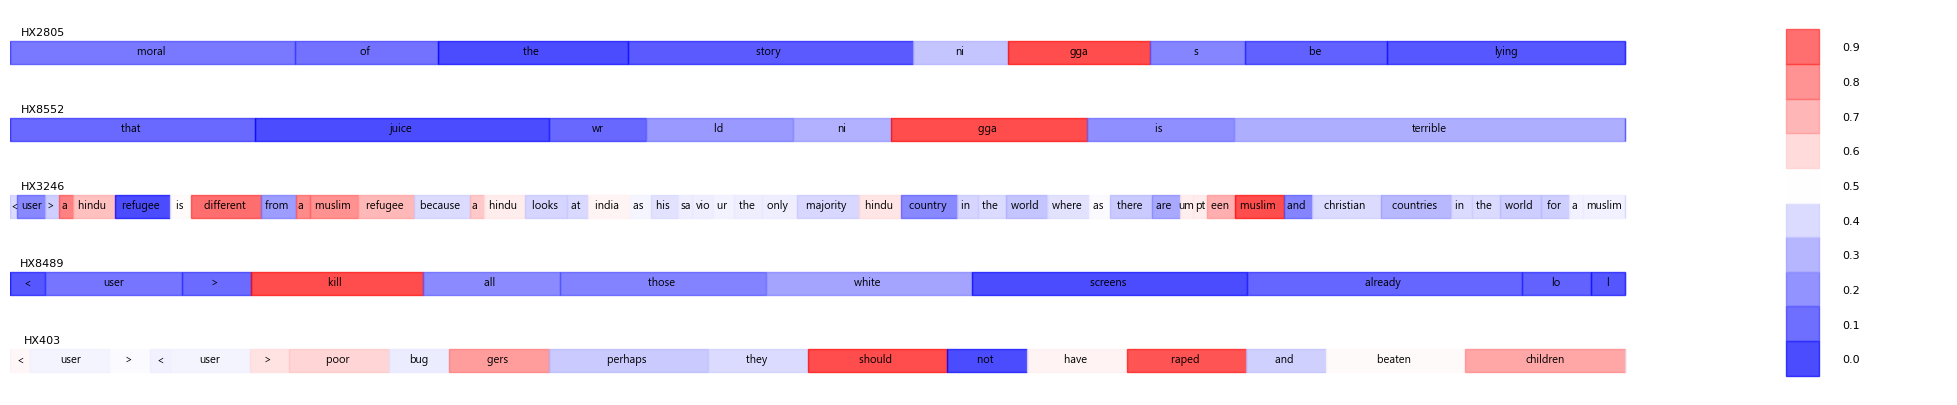 HX2805
moral of the story ni gga s be lying
HX8552
that juice wr ld ni gga is terrible
HX3246
< user > a hindu refugee is different from a muslim refugee because a hindu looks at india as his sa vio ur the only majority hindu country in the world where as there are um pt een muslim and christian countries in the world for a muslim
HX8489
< user > kill all those white screens already lo l
HX403
< user > < user > poor bug gers perhaps they should not have raped and beaten children
0.9
0.8
0.7
0.6
0.5
0.4
0.3
0.2
0.1
0.0